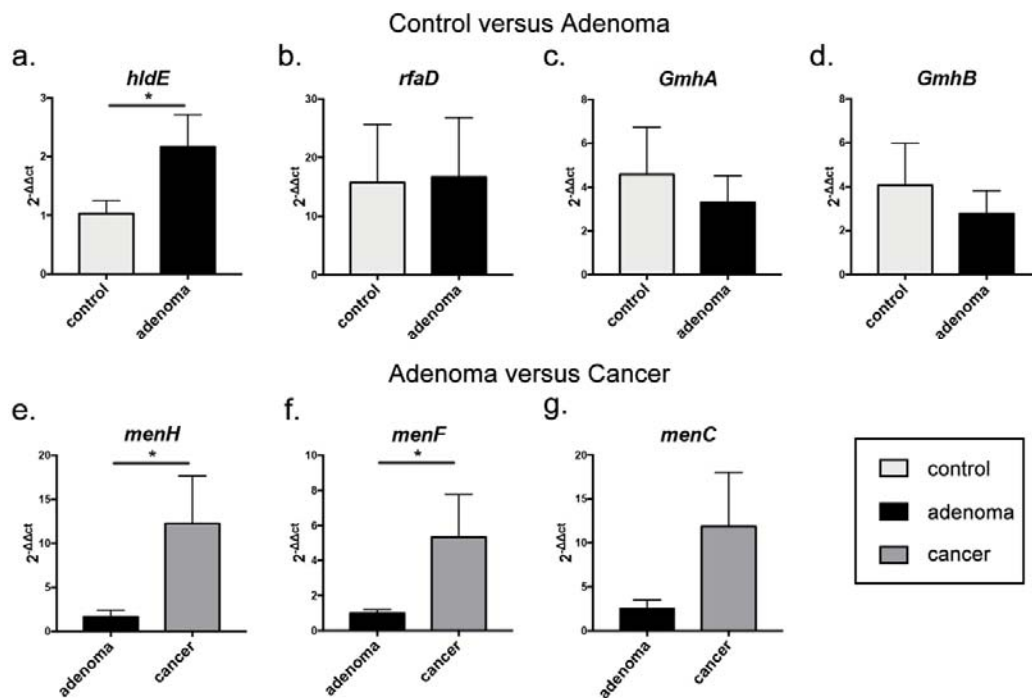 Control versus Adenoma
a.
hldE
*
2^-ΔΔct
3
2
1
0
control
adenoma
b.
rfaD
2^-ΔΔct
30
20
10
0
control
adenoma
c.
GmhA
2^-ΔΔct
8
6
4
2
0
control
adenoma
d.
GmhB
2^-ΔΔct
8
6
4
2
0
control
adenoma
Adenoma versus Cancer
e.
menH
*
2^-ΔΔct
20
15
10
5
0
adenoma
cancer
f.
menF
*
2^-ΔΔct
10
8
6
4
2
0
adenoma
cancer
g.
menC
2^-ΔΔct
20
15
10
5
0
adenoma
cancer
control
adenoma
cancer